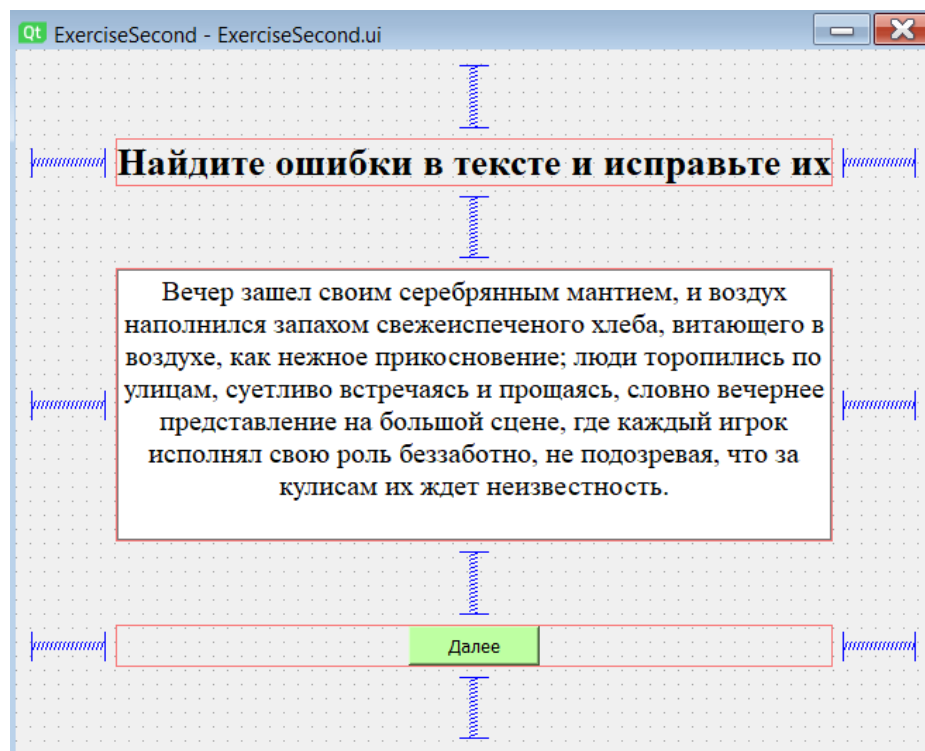 Qt ExerciseSecond - ExerciseSecond.ui
Найдите ошибки в тексте и исправьте их
Вечер зашел своим серебрянным мантием, и воздух
наполнился запахом свежеиспеченого хлеба, витающего в
воздухе, как нежное прикосновение; люди торопились по
улицам, суетливо встречаясь и прощаясь, словно вечернее
представление на большой сцене, где каждый игрок
исполнял свою роль беззаботно, не подозревая, что за
кулисам их ждет неизвестность.
Далее